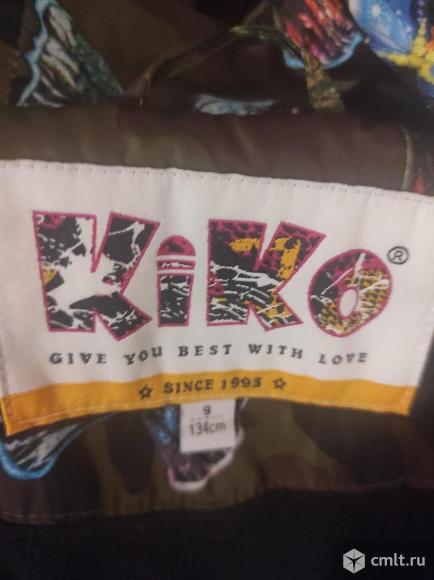 KiKo®
GIVE YOU BEST WITH LOVE
☆ SINCE 1993 ☆
9
134cm
cmlt.ru